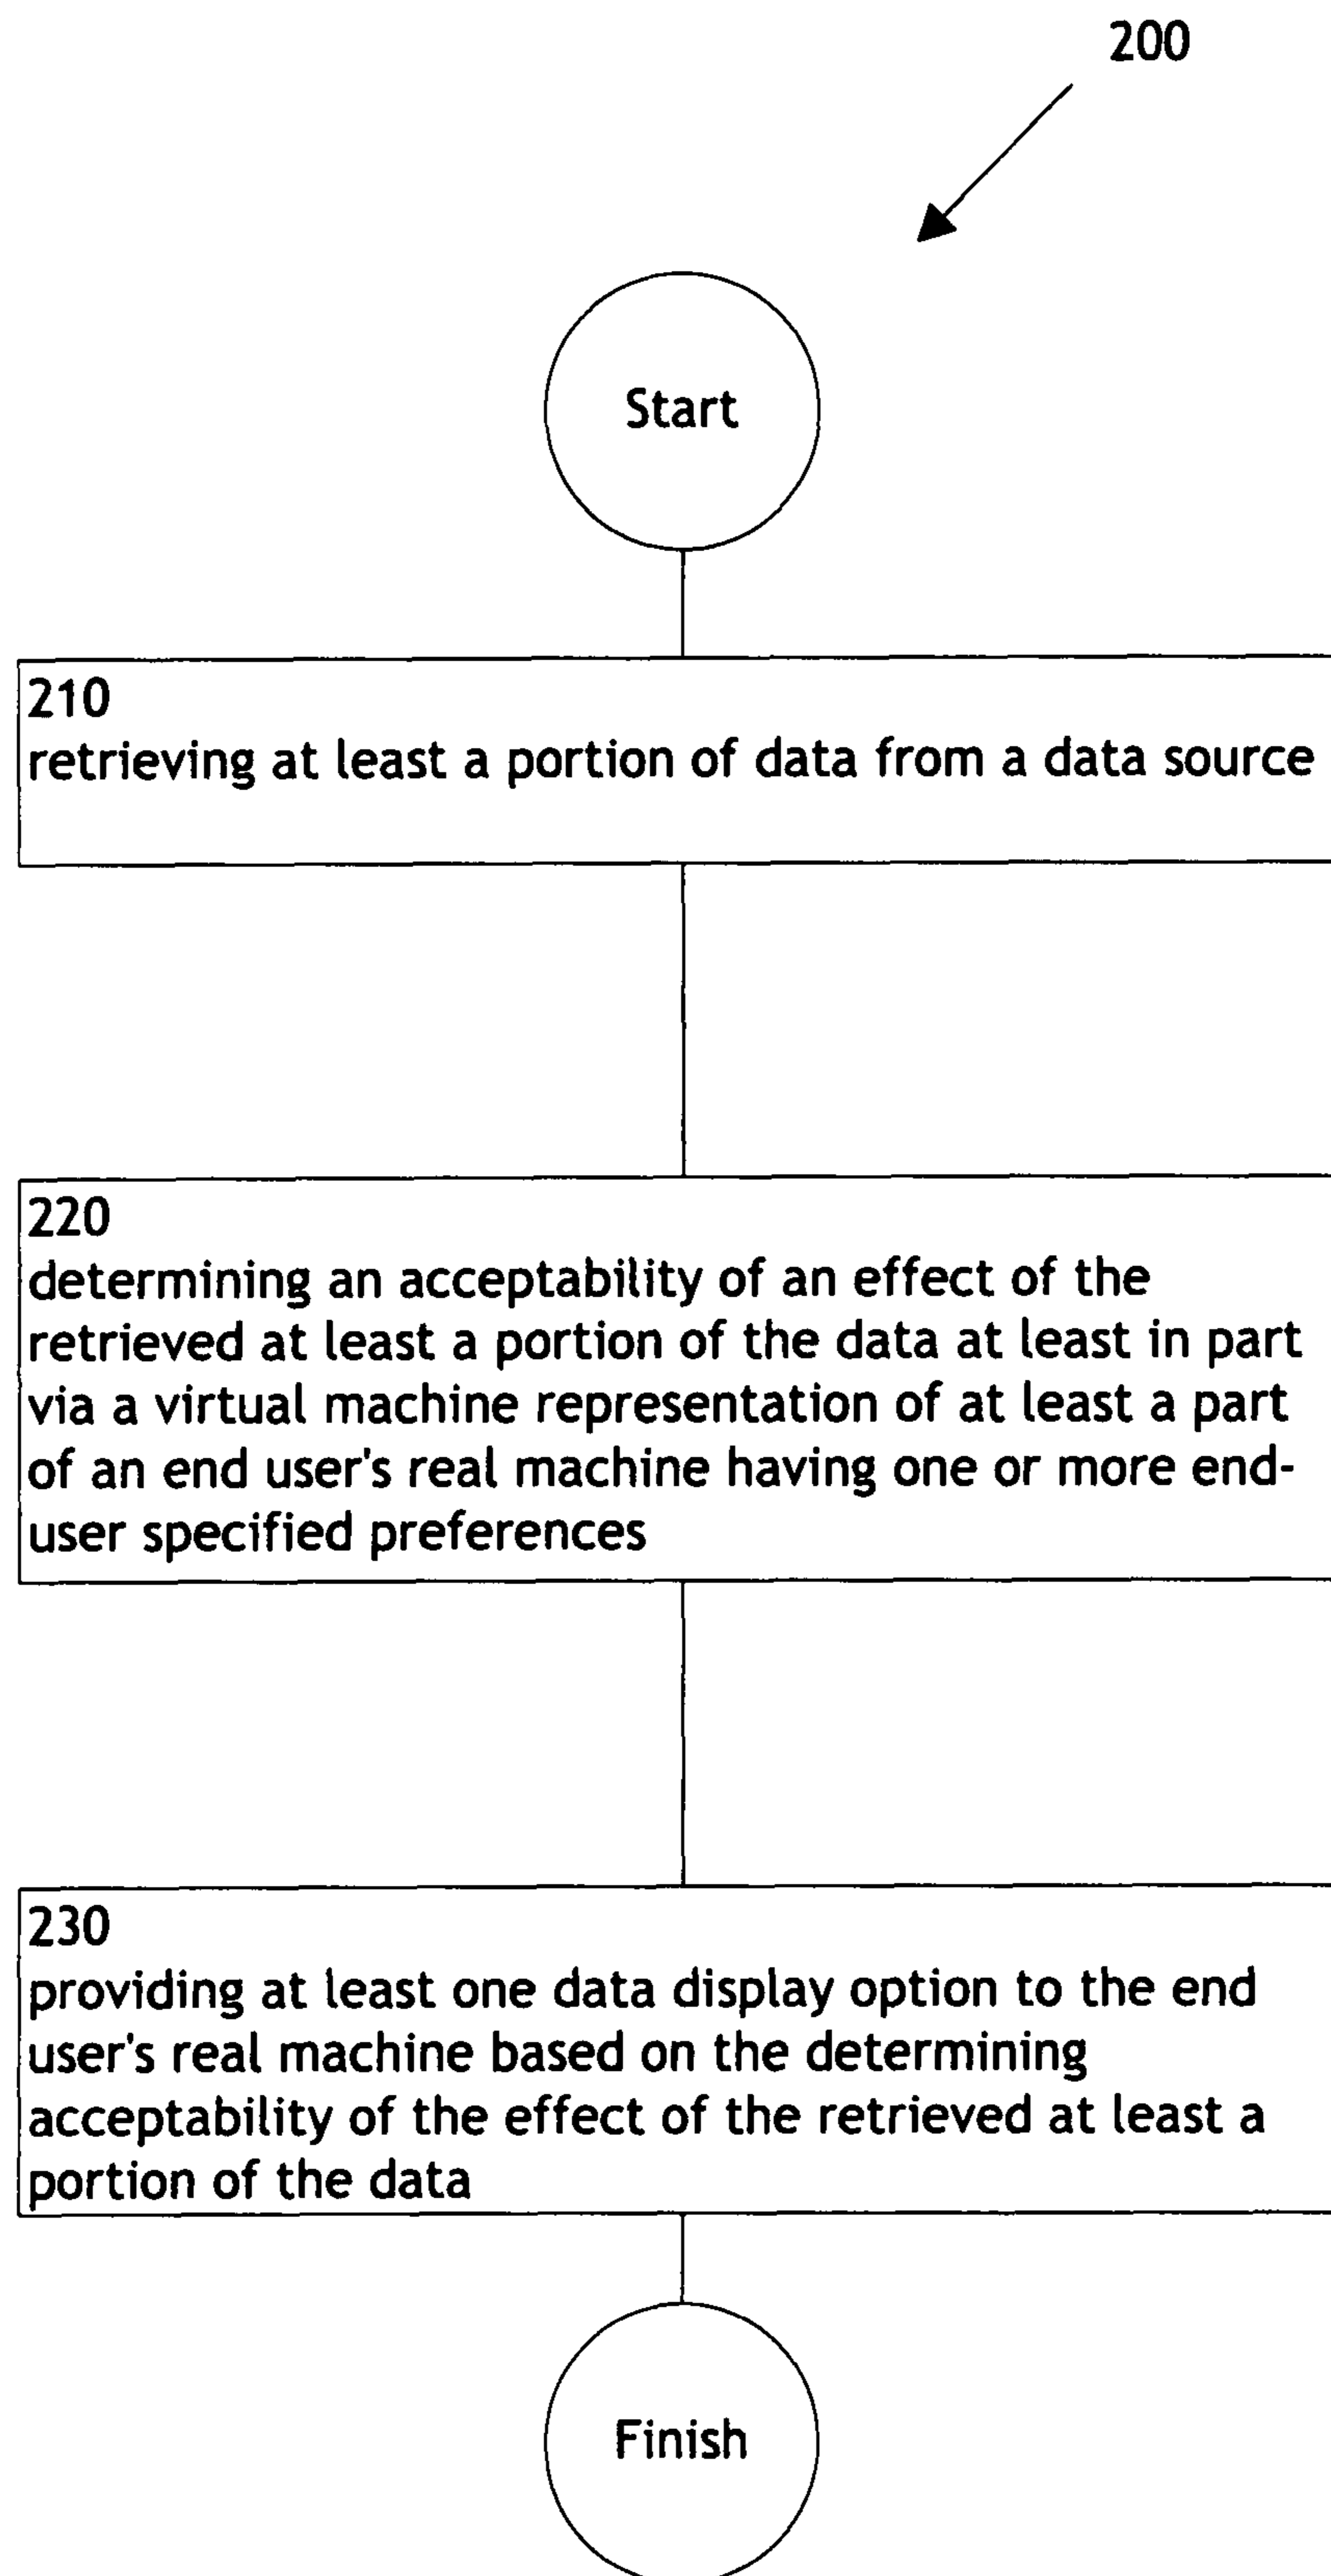 200
Start
210
retrieving at least a portion of data from a data source
220
determining an acceptability of an effect of the
retrieved at least a portion of the data at least in part
via a virtual machine representation of at least a part
of an end user's real machine having one or more end-
user specified preferences
230
providing at least one data display option to the end
user's real machine based on the determining
acceptability of the effect of the retrieved at least a
portion of the data
Finish